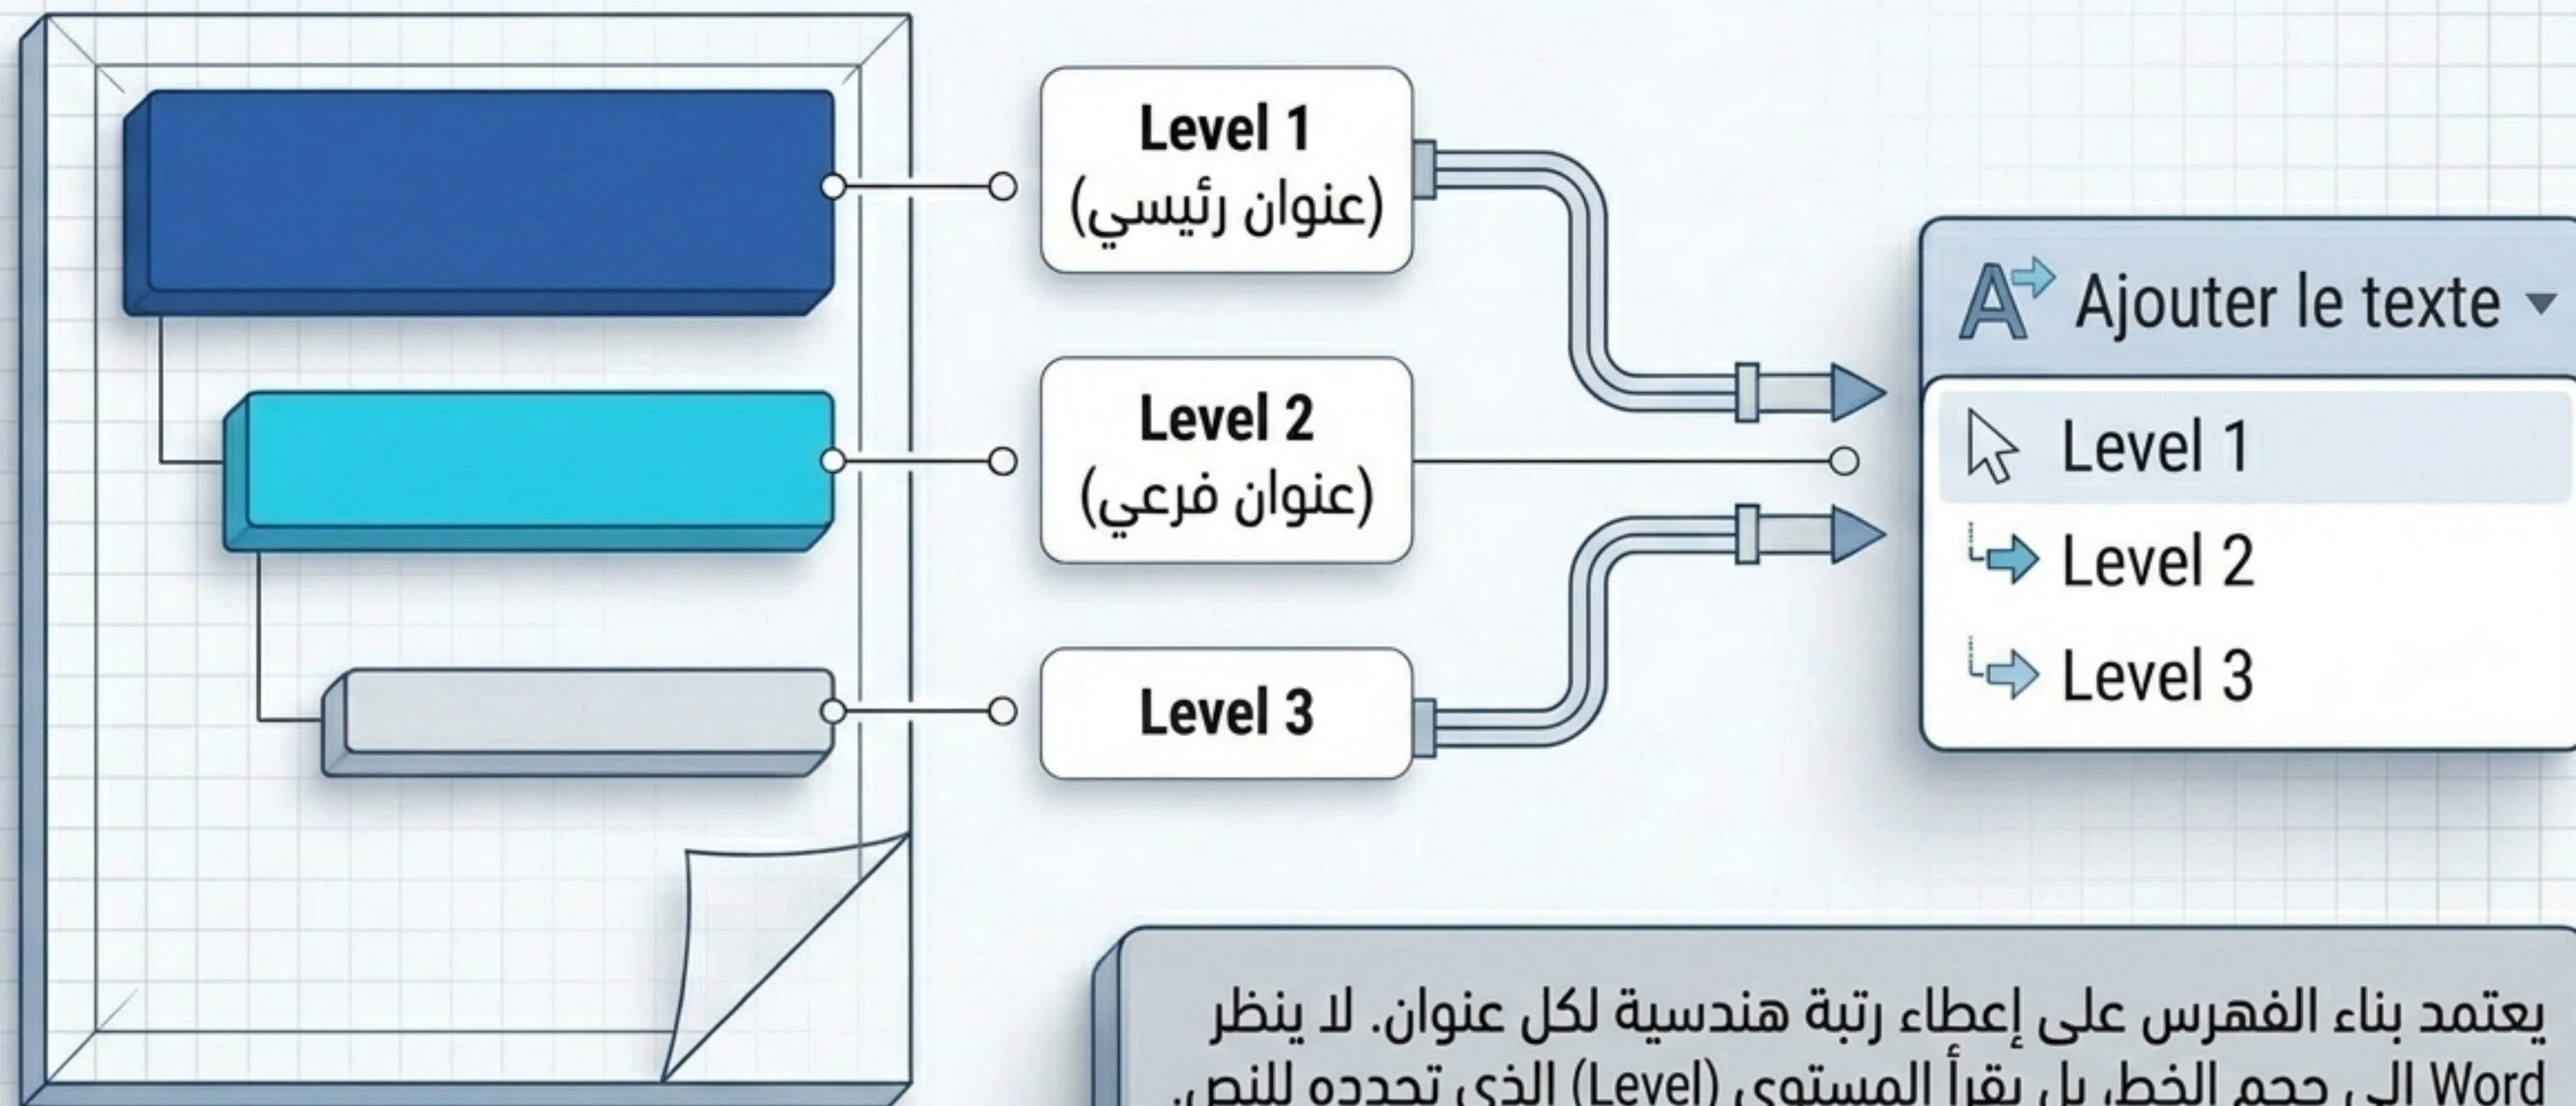 Level 1
(عنوان رئيسي)
Level 2
(عنوان فرعي)
Level 3
Ajouter le texte
Level 1
Level 2
Level 3
يعتمد بناء الفهرس على إعطاء رتبة هندسية لكل عنوان. لا ينظر
Word إلى حجم الخط، بل يقرأ المستوى (Level) الذي تحدده للنص.